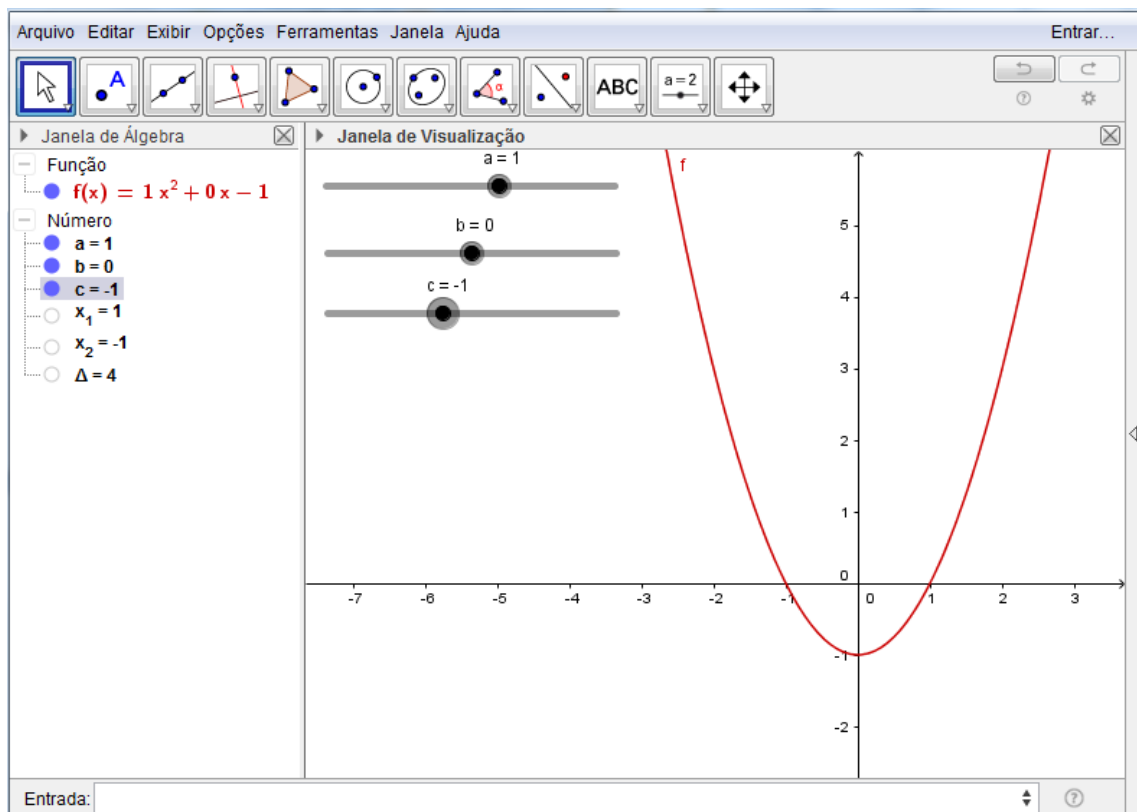 Arquivo Editar Exibir Opções Ferramentas Janela Ajuda Entrar...
A α ABC a = 2
Janela de Álgebra
Função
f(x) = 1 x² + 0 x − 1
Número
a = 1
b = 0
c = -1
x₁ = 1
x₂ = -1
Δ = 4
Janela de Visualização
a = 1
b = 0
c = -1
f
5
4
3
2
1
0
-7 -6 -5 -4 -3 -2 -1 0 1 2 3
-1
-2
Entrada: